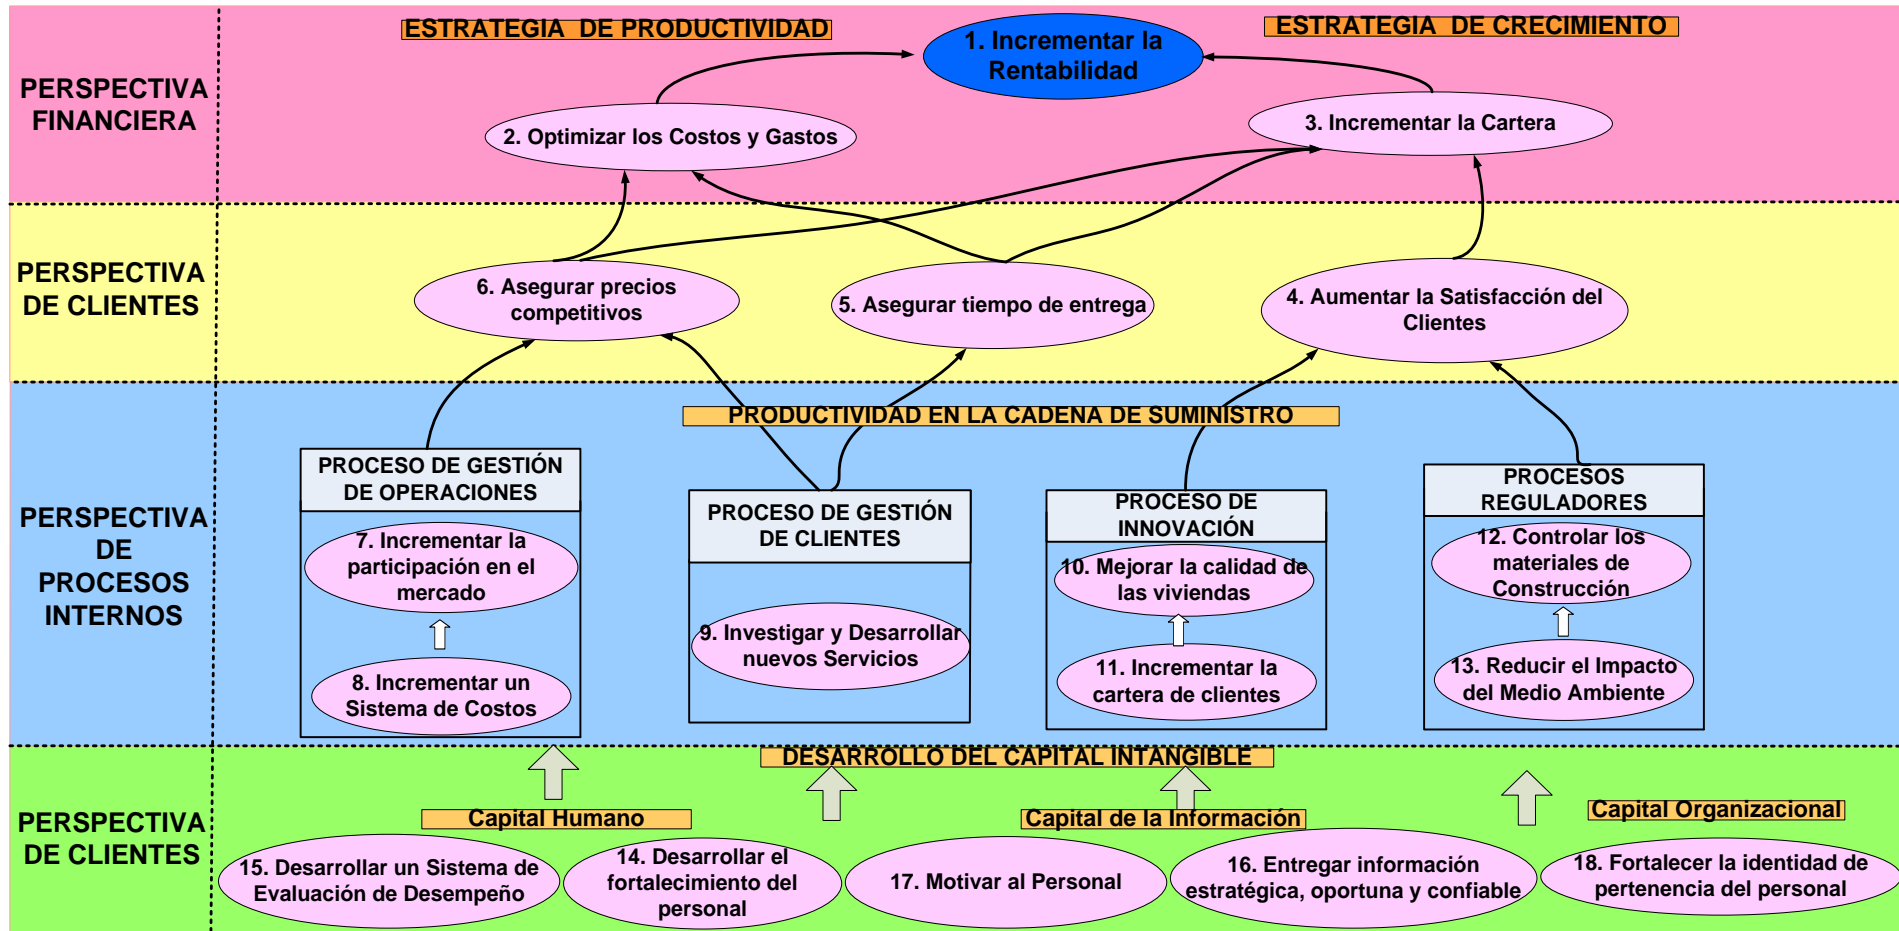 ESTRATEGIA DE PRODUCTIVIDAD
ESTRATEGIA DE CRECIMIENTO
1. Incrementar la
Rentabilidad
PERSPECTIVA
FINANCIERA
2. Optimizar los Costos y Gastos
3. Incrementar la Cartera
PERSPECTIVA
DE CLIENTES
6. Asegurar precios
competitivos
5. Asegurar tiempo de entrega
4. Aumentar la Satisfacción del
Clientes
PRODUCTIVIDAD EN LA CADENA DE SUMINISTRO
PERSPECTIVA
DE
PROCESOS
INTERNOS
PROCESO DE GESTIÓN
DE OPERACIONES
7. Incrementar la
participación en el
mercado
8. Incrementar un
Sistema de Costos
PROCESO DE GESTIÓN
DE CLIENTES
9. Investigar y Desarrollar
nuevos Servicios
PROCESO DE
INNOVACIÓN
10. Mejorar la calidad de
las viviendas
11. Incrementar la
cartera de clientes
PROCESOS
REGULADORES
12. Controlar los
materiales de
Construcción
13. Reducir el Impacto
del Medio Ambiente
DESARROLLO DEL CAPITAL INTANGIBLE
PERSPECTIVA
DE CLIENTES
Capital Humano
Capital de la Información
Capital Organizacional
15. Desarrollar un Sistema de
Evaluación de Desempeño
14. Desarrollar el
fortalecimiento del
personal
17. Motivar al Personal
16. Entregar información
estratégica, oportuna y confiable
18. Fortalecer la identidad de
pertenencia del personal